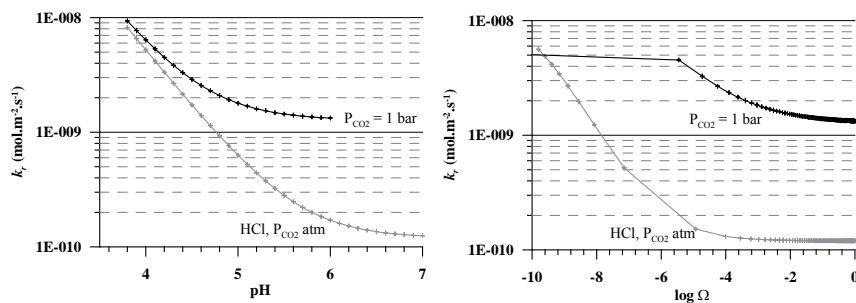 1E-008
1E-009
1E-010
k_r (mol.m⁻².s⁻¹)
P_CO2 = 1 bar
HCl, P_CO2 atm
4 5 6 7
pH
1E-008
1E-009
1E-010
k_r (mol.m⁻².s⁻¹)
P_CO2 = 1 bar
HCl, P_CO2 atm
-10 -8 -6 -4 -2 0
log Ω